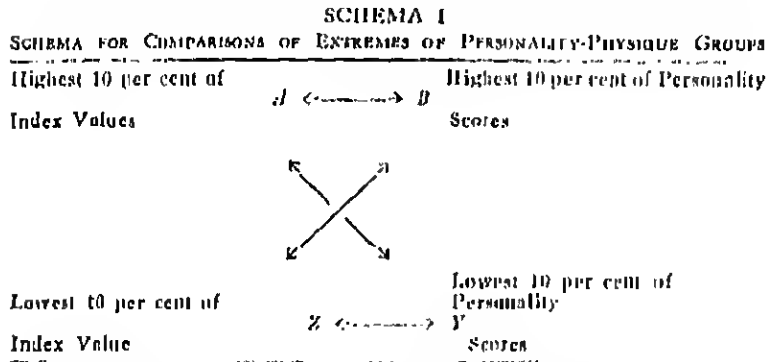 SCHEMA I
SCHEMA FOR COMPARISONS OF EXTREMES OF PERSONALITY-PHYSIQUE GROUPS
Highest 10 per cent of
Highest 10 per cent of Personality
A B
Index Values
Scores
Lowest 10 per cent of
Lowest 10 per cent of
Personality
Z Y
Index Value
Scores